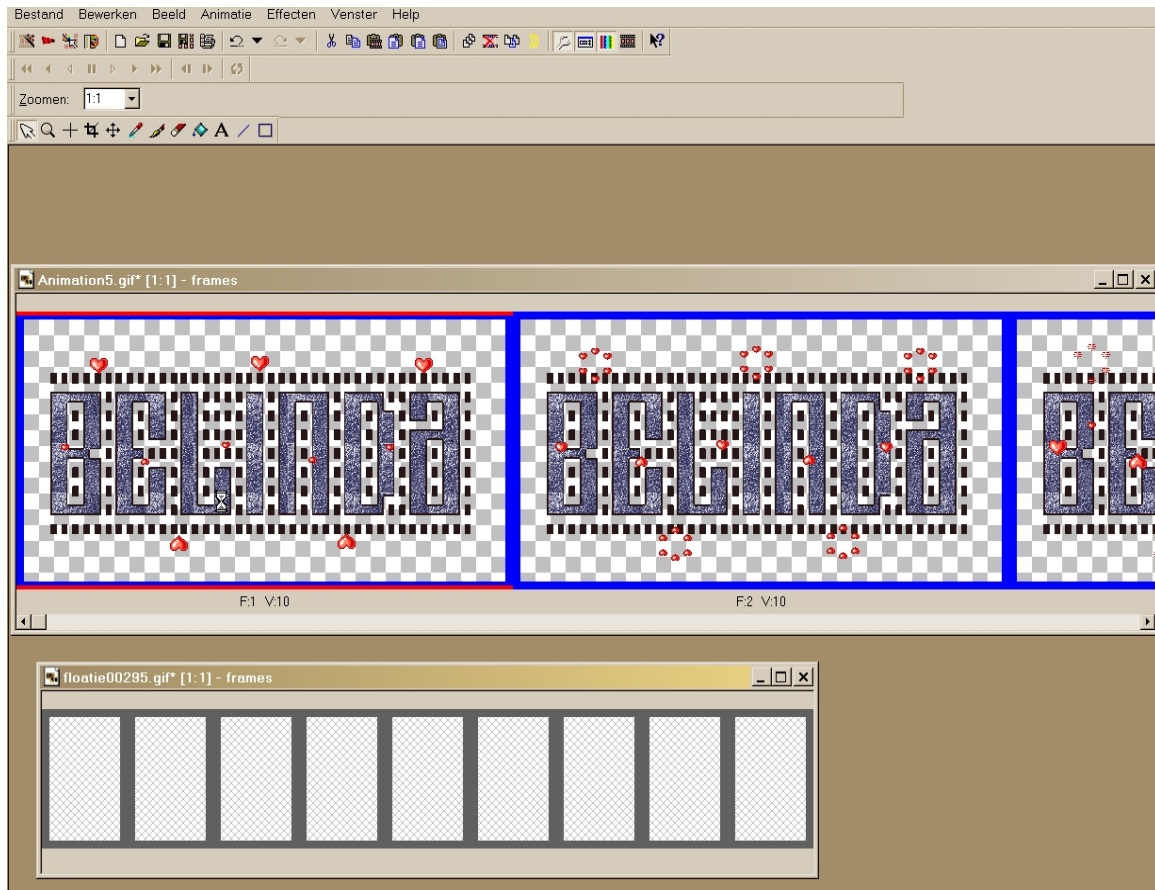 Bestand Bewerken Beeld Animatie Effecten Venster Help
Zoomen: 1:1
A
Animation5.gif* [1:1] - frames
BELINDA BELINDA BE
F:1 V:10 F:2 V:10
floatie00295.gif* [1:1] - frames